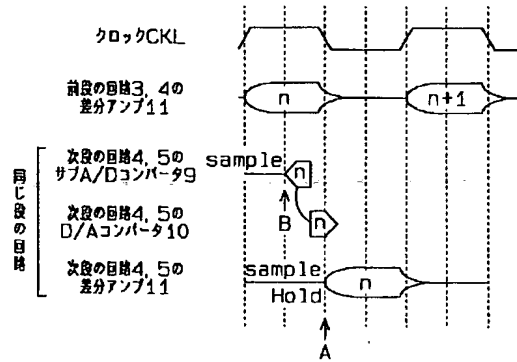 クロックCKL
前段の回路3, 4の
差分アンプ11
n
n+1
同じ段の回路
次段の回路4, 5の
サブA/Dコンバータ9
sample
n
B
次段の回路4, 5の
D/Aコンバータ10
n
次段の回路4, 5の
差分アンプ11
sample
Hold
n
A